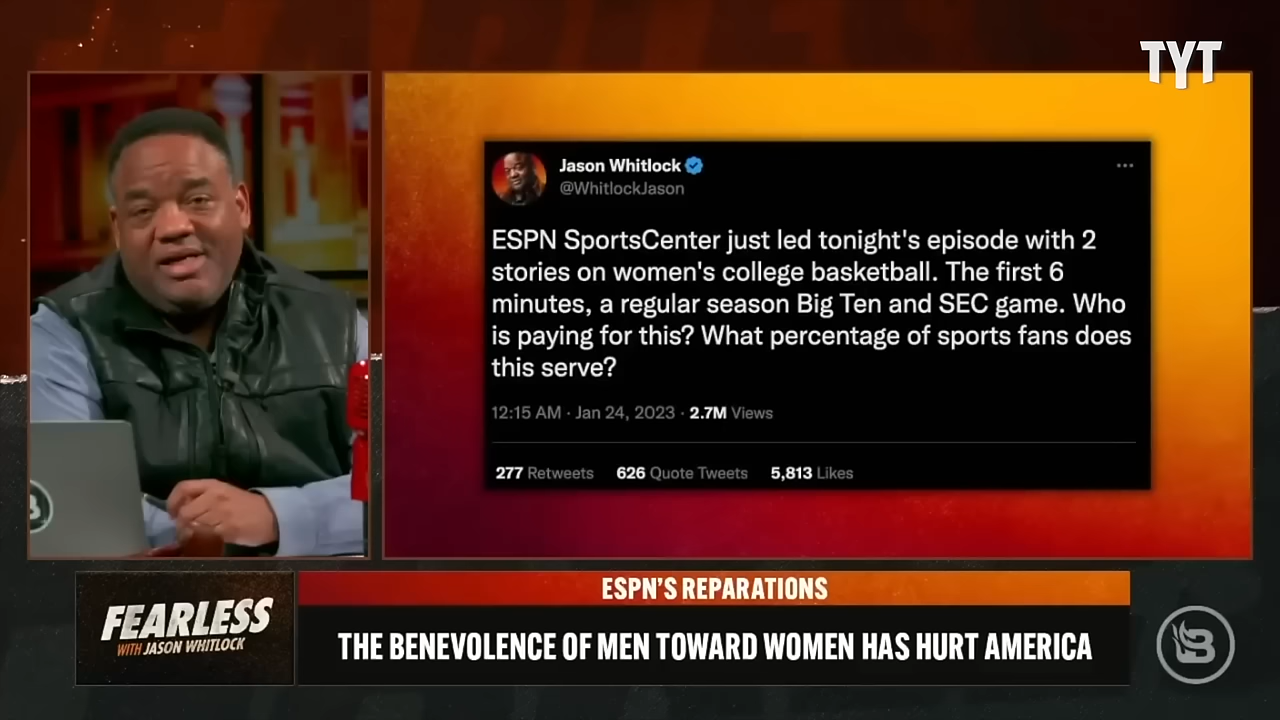 TYT
Jason Whitlock
@WhitlockJason
ESPN SportsCenter just led tonight's episode with 2
stories on women's college basketball. The first 6
minutes, a regular season Big Ten and SEC game. Who
is paying for this? What percentage of sports fans does
this serve?
12:15 AM · Jan 24, 2023 · 2.7M Views
277 Retweets 626 Quote Tweets 5,813 Likes
ESPN'S REPARATIONS
FEARLESS
WITH JASON WHITLOCK
THE BENEVOLENCE OF MEN TOWARD WOMEN HAS HURT AMERICA
B